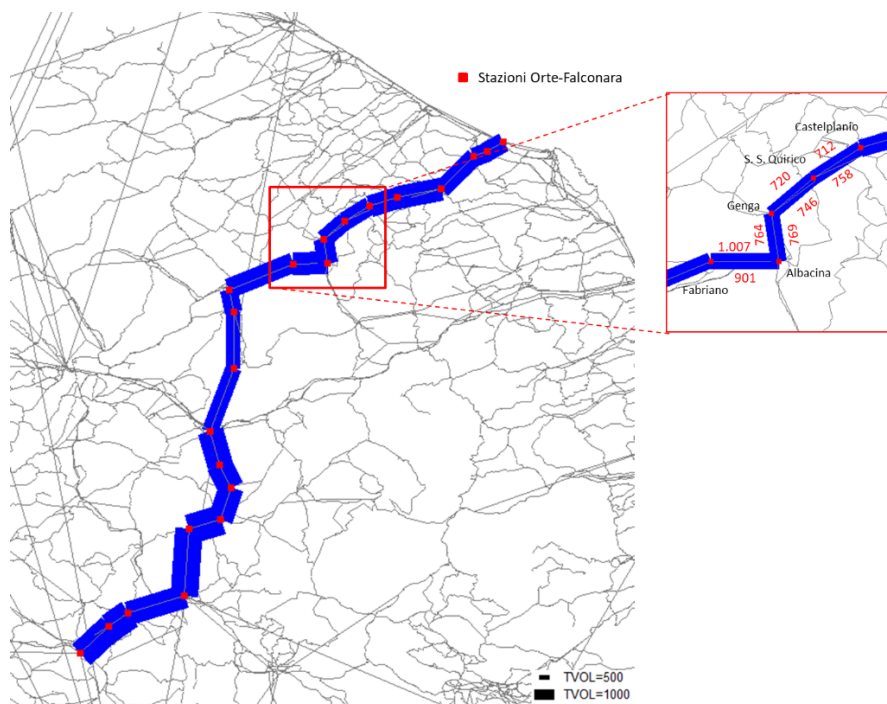 Stazioni Orte-Falconara
Castelplanio
712
S. S. Quirico
720
758
746
Genga
764
769
1.007
901
Albacina
Fabriano
TVOL=500
TVOL=1000